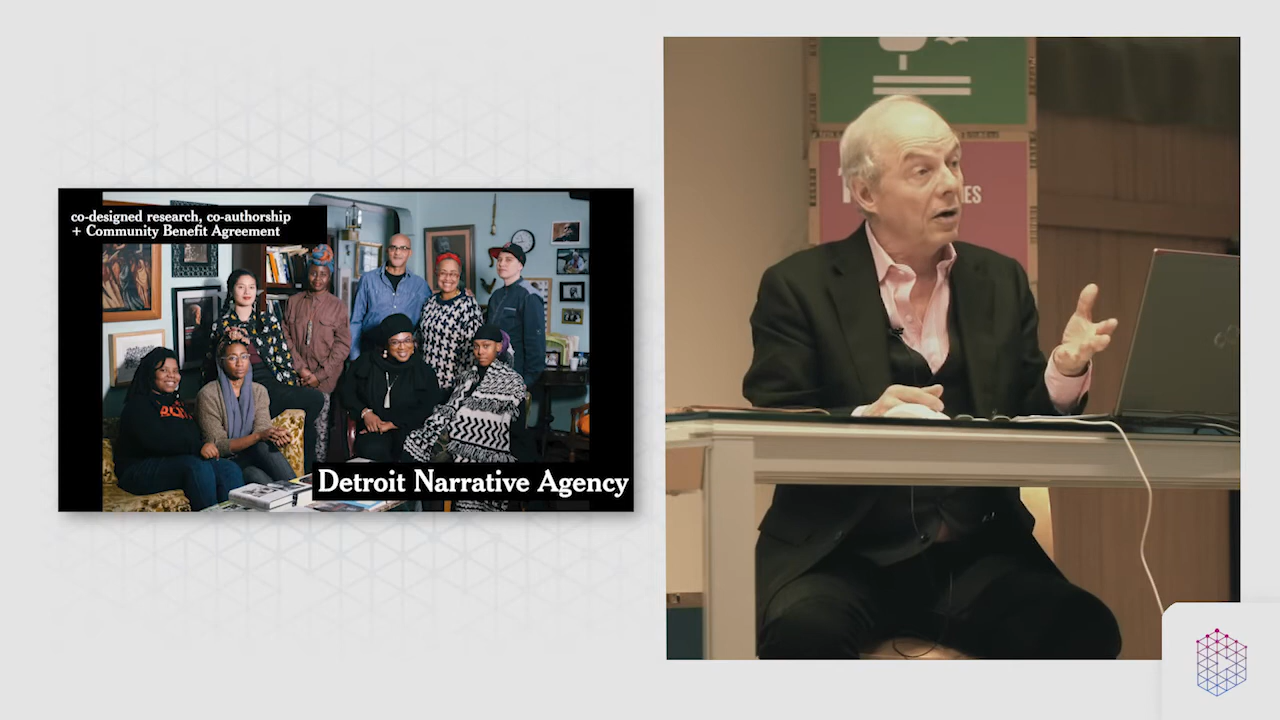 co-designed research, co-authorship
+ Community Benefit Agreement
Detroit Narrative Agency